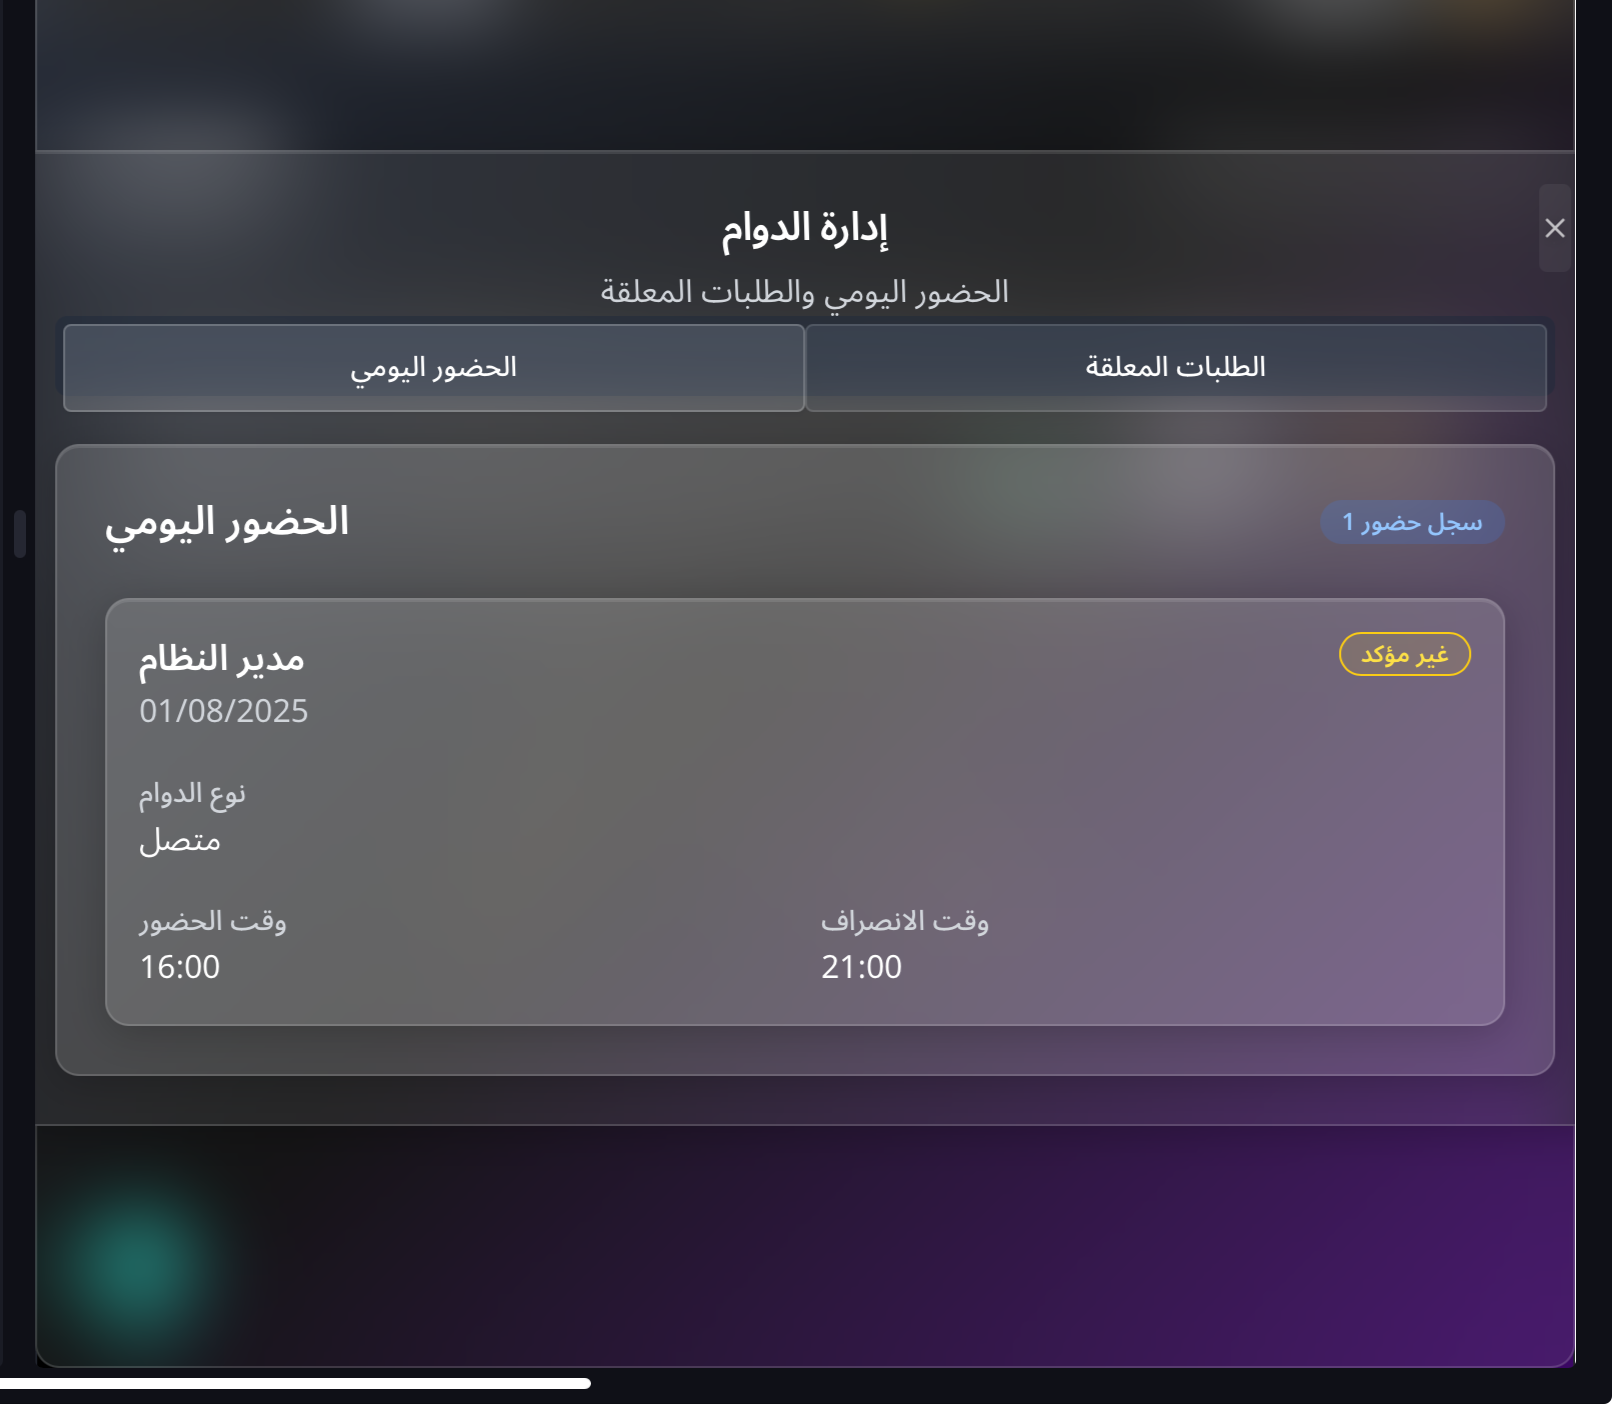 إدارة الدوام
الحضور اليومي والطلبات المعلقة
الحضور اليومي
الطلبات المعلقة
الحضور اليومي
سجل حضور 1
مدير النظام
غير مؤكد
01/08/2025
نوع الدوام
متصل
وقت الحضور
16:00
وقت الانصراف
21:00